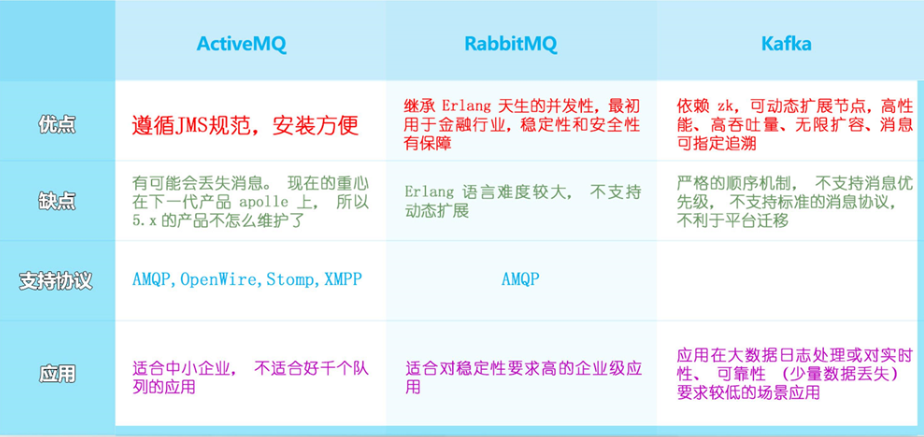 ActiveMQ
RabbitMQ
Kafka
优点
遵循JMS规范，安装方便
继承 Erlang 天生的并发性，最初
用于金融行业，稳定性和安全性
有保障
依赖 zk，可动态扩展节点，高性
能、高吞吐量、无限扩容、消息
可指定追溯
缺点
有可能会丢失消息。 现在的重心
在下一代产品 apolle 上， 所以
5.x 的产品不怎么维护了
Erlang 语言难度较大， 不支持
动态扩展
严格的顺序机制， 不支持消息优
先级， 不支持标准的消息协议，
不利于平台迁移
支持协议
AMQP,OpenWire,Stomp,XMPP
AMQP
应用
适合中小企业， 不适合好千个队
列的应用
适合对稳定性要求高的企业级应
用
应用在大数据日志处理或对实时
性、 可靠性 （少量数据丢失）
要求较低的场景应用